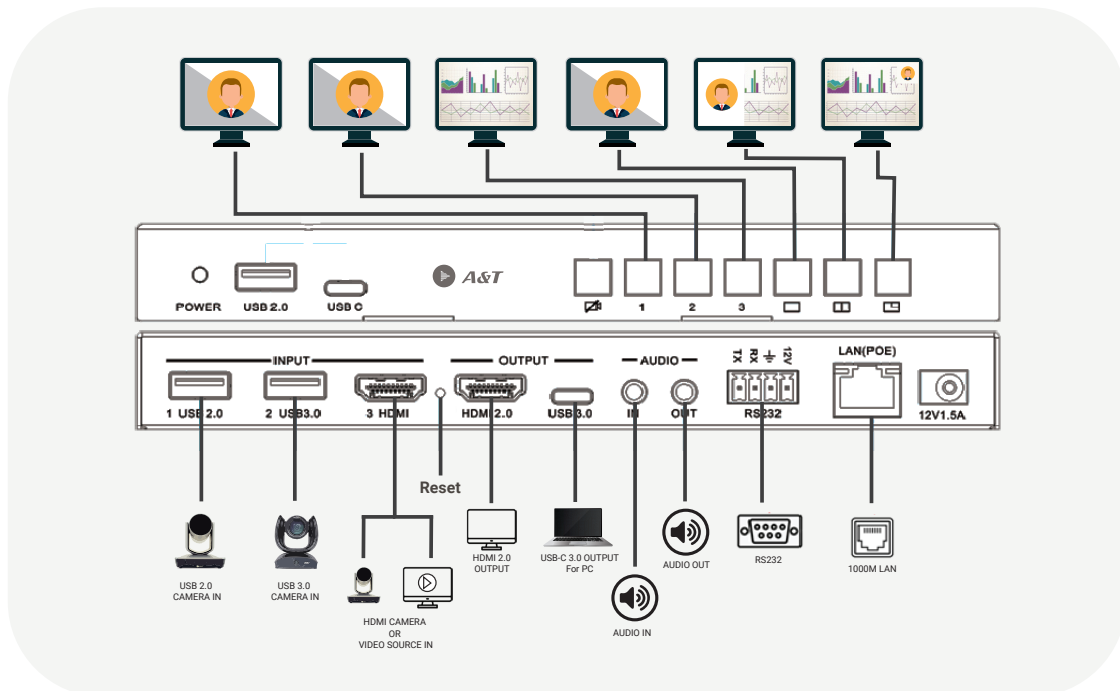 A&T
POWER
USB 2.0
USB C
1
2
3
INPUT
OUTPUT
AUDIO
TX
RX
12V
LAN(POE)
1 USB 2.0
2 USB3.0
3 HDMI
HDMI 2.0
USB 3.0
IN
OUT
RS232
12V1.5A
Reset
USB 2.0
CAMERA IN
USB 3.0
CAMERA IN
HDMI CAMERA
OR
VIDEO SOURCE IN
HDMI 2.0
OUTPUT
USB-C 3.0 OUTPUT
For PC
AUDIO IN
AUDIO OUT
RS232
1000M LAN